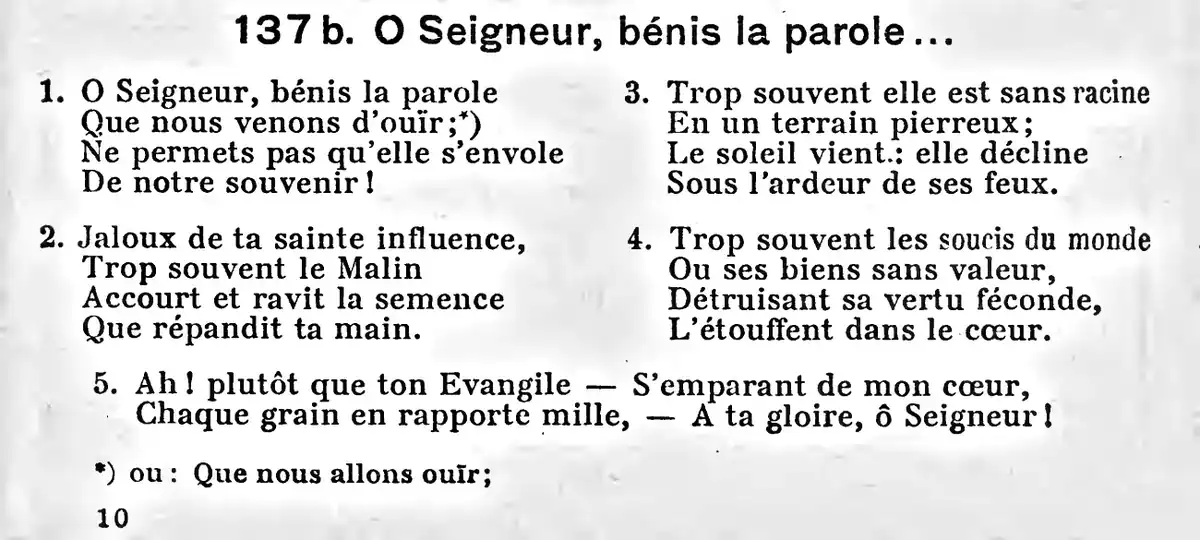 137 b. O Seigneur, bénis la parole...
1. O Seigneur, bénis la parole
Que nous venons d'ouïr;*)
Ne permets pas qu'elle s'envole
De notre souvenir!
2. Jaloux de ta sainte influence,
Trop souvent le Malin
Accourt et ravit la semence
Que répandit ta main.
3. Trop souvent elle est sans racine
En un terrain pierreux;
Le soleil vient.: elle décline
Sous l'ardeur de ses feux.
4. Trop souvent les soucis du monde
Ou ses biens sans valeur,
Détruisant sa vertu féconde,
L'étouffent dans le cœur.
5. Ah! plutôt que ton Evangile — S'emparant de mon cœur,
Chaque grain en rapporte mille, — A ta gloire, ô Seigneur!
*) ou: Que nous allons ouïr;
10